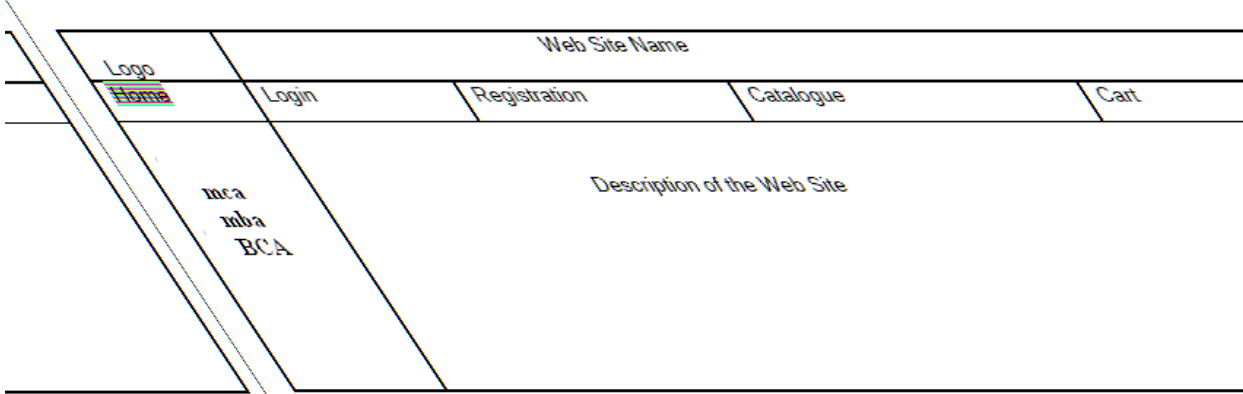 Web Site Name
Logo
Home Login Registration Catalogue Cart
Description of the Web Site
mca
mba
BCA